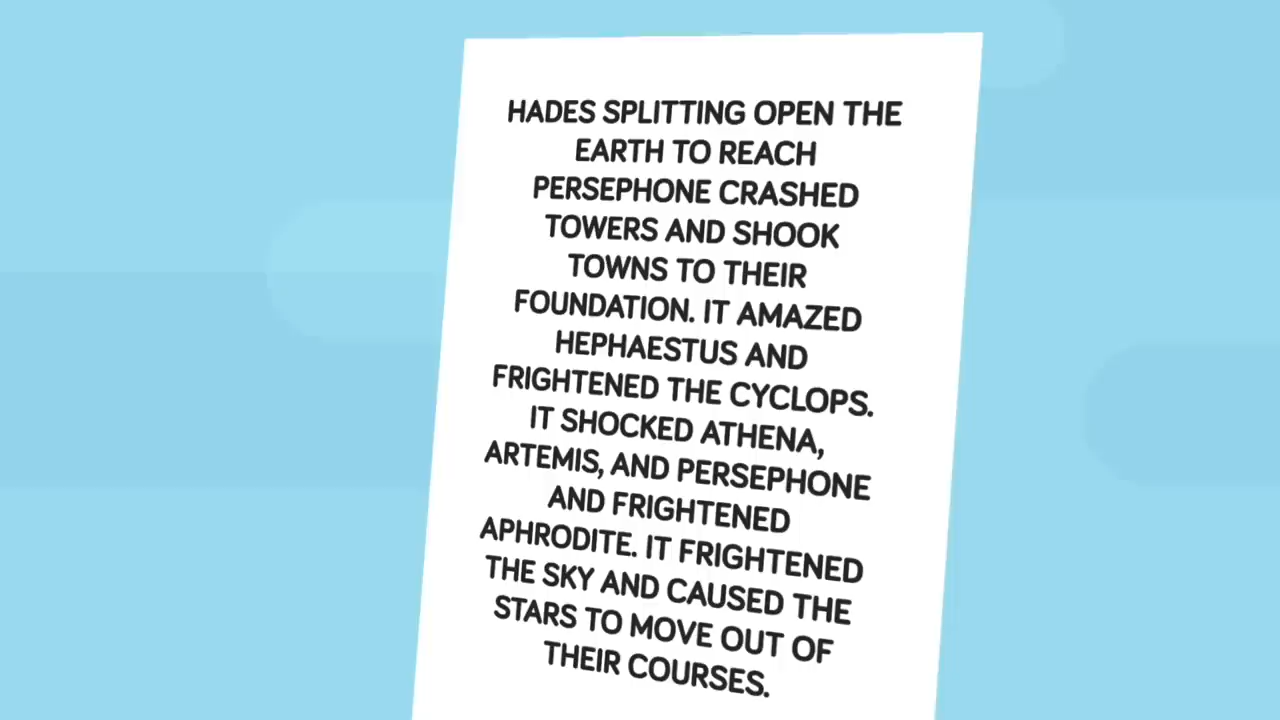 HADES SPLITTING OPEN THE
EARTH TO REACH
PERSEPHONE CRASHED
TOWERS AND SHOOK
TOWNS TO THEIR
FOUNDATION. IT AMAZED
HEPHAESTUS AND
FRIGHTENED THE CYCLOPS.
IT SHOCKED ATHENA,
ARTEMIS, AND PERSEPHONE
AND FRIGHTENED
APHRODITE. IT FRIGHTENED
THE SKY AND CAUSED THE
STARS TO MOVE OUT OF
THEIR COURSES.